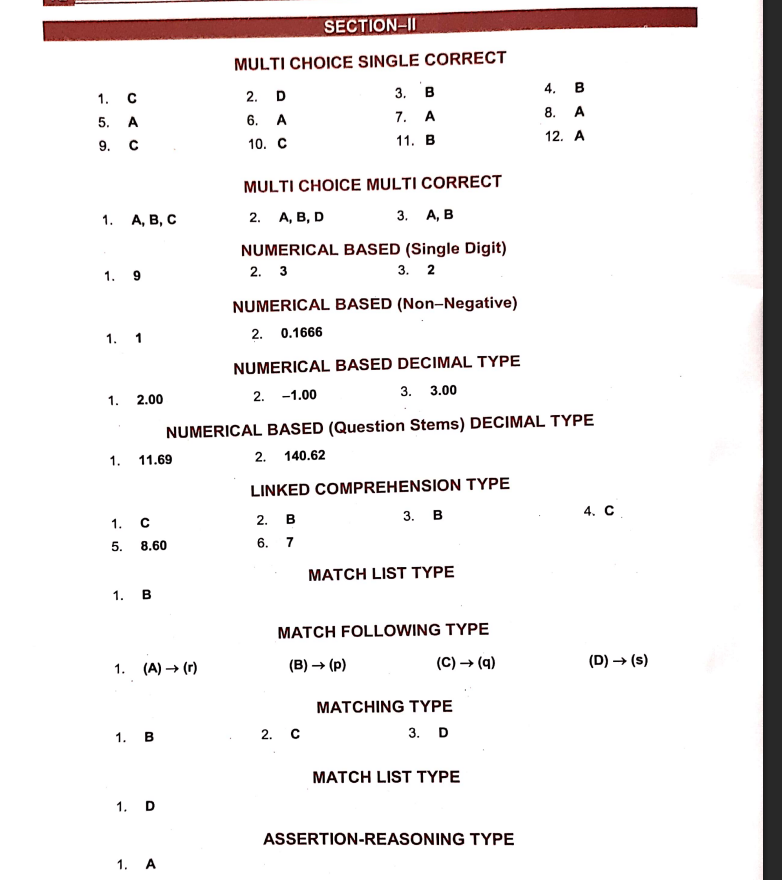 SECTION–II
MULTI CHOICE SINGLE CORRECT
1. C 2. D 3. B 4. B
5. A 6. A 7. A 8. A
9. C 10. C 11. B 12. A
MULTI CHOICE MULTI CORRECT
1. A, B, C 2. A, B, D 3. A, B
NUMERICAL BASED (Single Digit)
1. 9 2. 3 3. 2
NUMERICAL BASED (Non–Negative)
1. 1 2. 0.1666
NUMERICAL BASED DECIMAL TYPE
1. 2.00 2. –1.00 3. 3.00
NUMERICAL BASED (Question Stems) DECIMAL TYPE
1. 11.69 2. 140.62
LINKED COMPREHENSION TYPE
1. C 2. B 3. B 4. C
5. 8.60 6. 7
MATCH LIST TYPE
1. B
MATCH FOLLOWING TYPE
1. (A) → (r) (B) → (p) (C) → (q) (D) → (s)
MATCHING TYPE
1. B 2. C 3. D
MATCH LIST TYPE
1. D
ASSERTION-REASONING TYPE
1. A